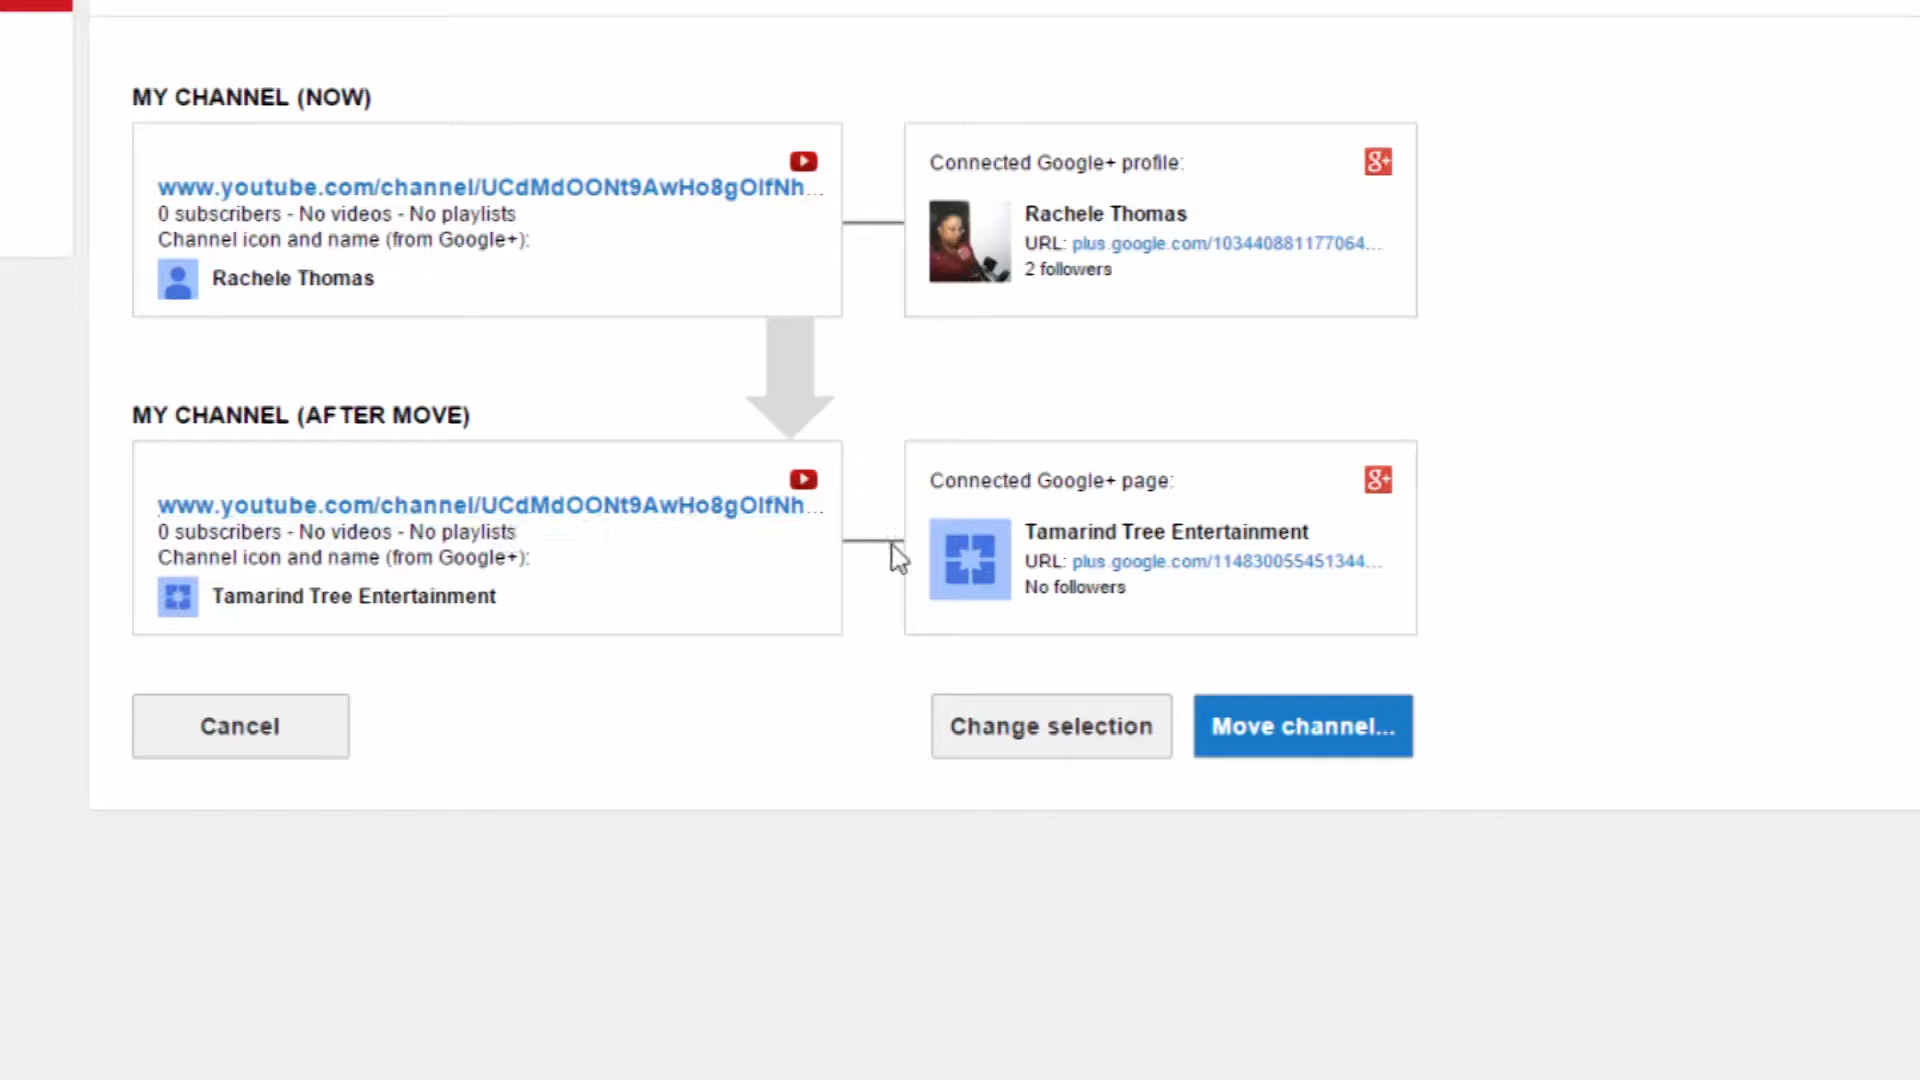 MY CHANNEL (NOW)
www.youtube.com/channel/UCdMdOONt9AwHo8gOIfNh...
0 subscribers - No videos - No playlists
Channel icon and name (from Google+):
Rachele Thomas
Connected Google+ profile:
g+
Rachele Thomas
URL: plus.google.com/103440881177064...
2 followers
MY CHANNEL (AFTER MOVE)
www.youtube.com/channel/UCdMdOONt9AwHo8gOIfNh...
0 subscribers - No videos - No playlists
Channel icon and name (from Google+):
Tamarind Tree Entertainment
Connected Google+ page:
g+
Tamarind Tree Entertainment
URL: plus.google.com/114830055451344...
No followers
Cancel
Change selection
Move channel...